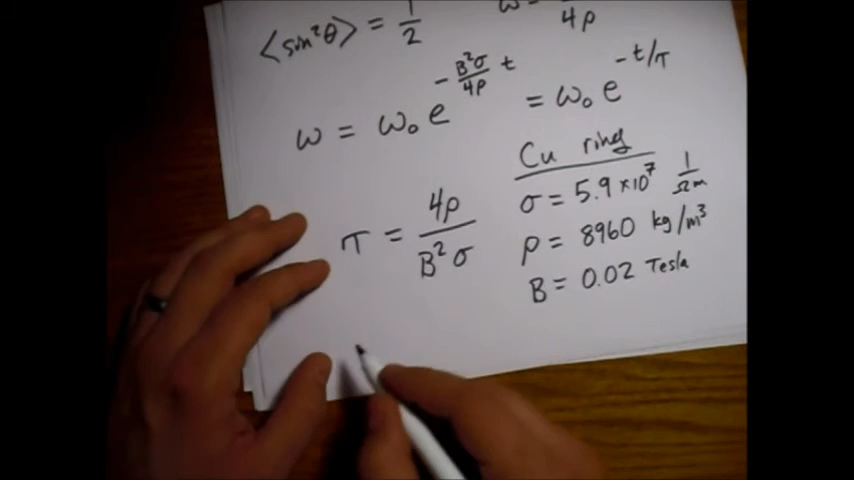 ⟨sin²θ⟩ = 1/2
4ρ
ω = ω₀ e^(-B²σ/4ρ t) = ω₀ e^(-t/τ)
τ = 4ρ / B²σ
Cu ring
σ = 5.9×10⁷ 1/Ωm
ρ = 8960 kg/m³
B = 0.02 Tesla